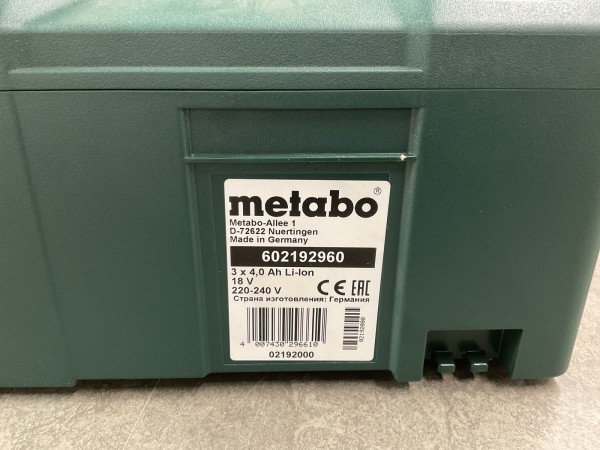 metabo®
Metabo-Allee 1
D-72622 Nuertingen
Made in Germany
602192960
3 x 4,0 Ah Li-Ion
18 V
220-240 V
CE EAC
Страна изготовления: Германия
4 007430 296610
02192000
02192000